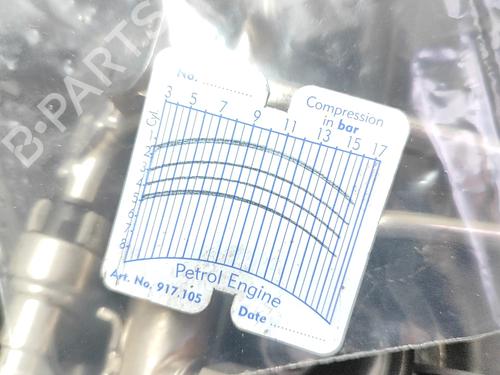 B-PARTS
No. ..............
Compression
in bar
3 5 7 9 11 13 15 17
Cyl.
1
2
3
4
5
6
7
8
Petrol Engine
Art. No. 917.105
Date ..............